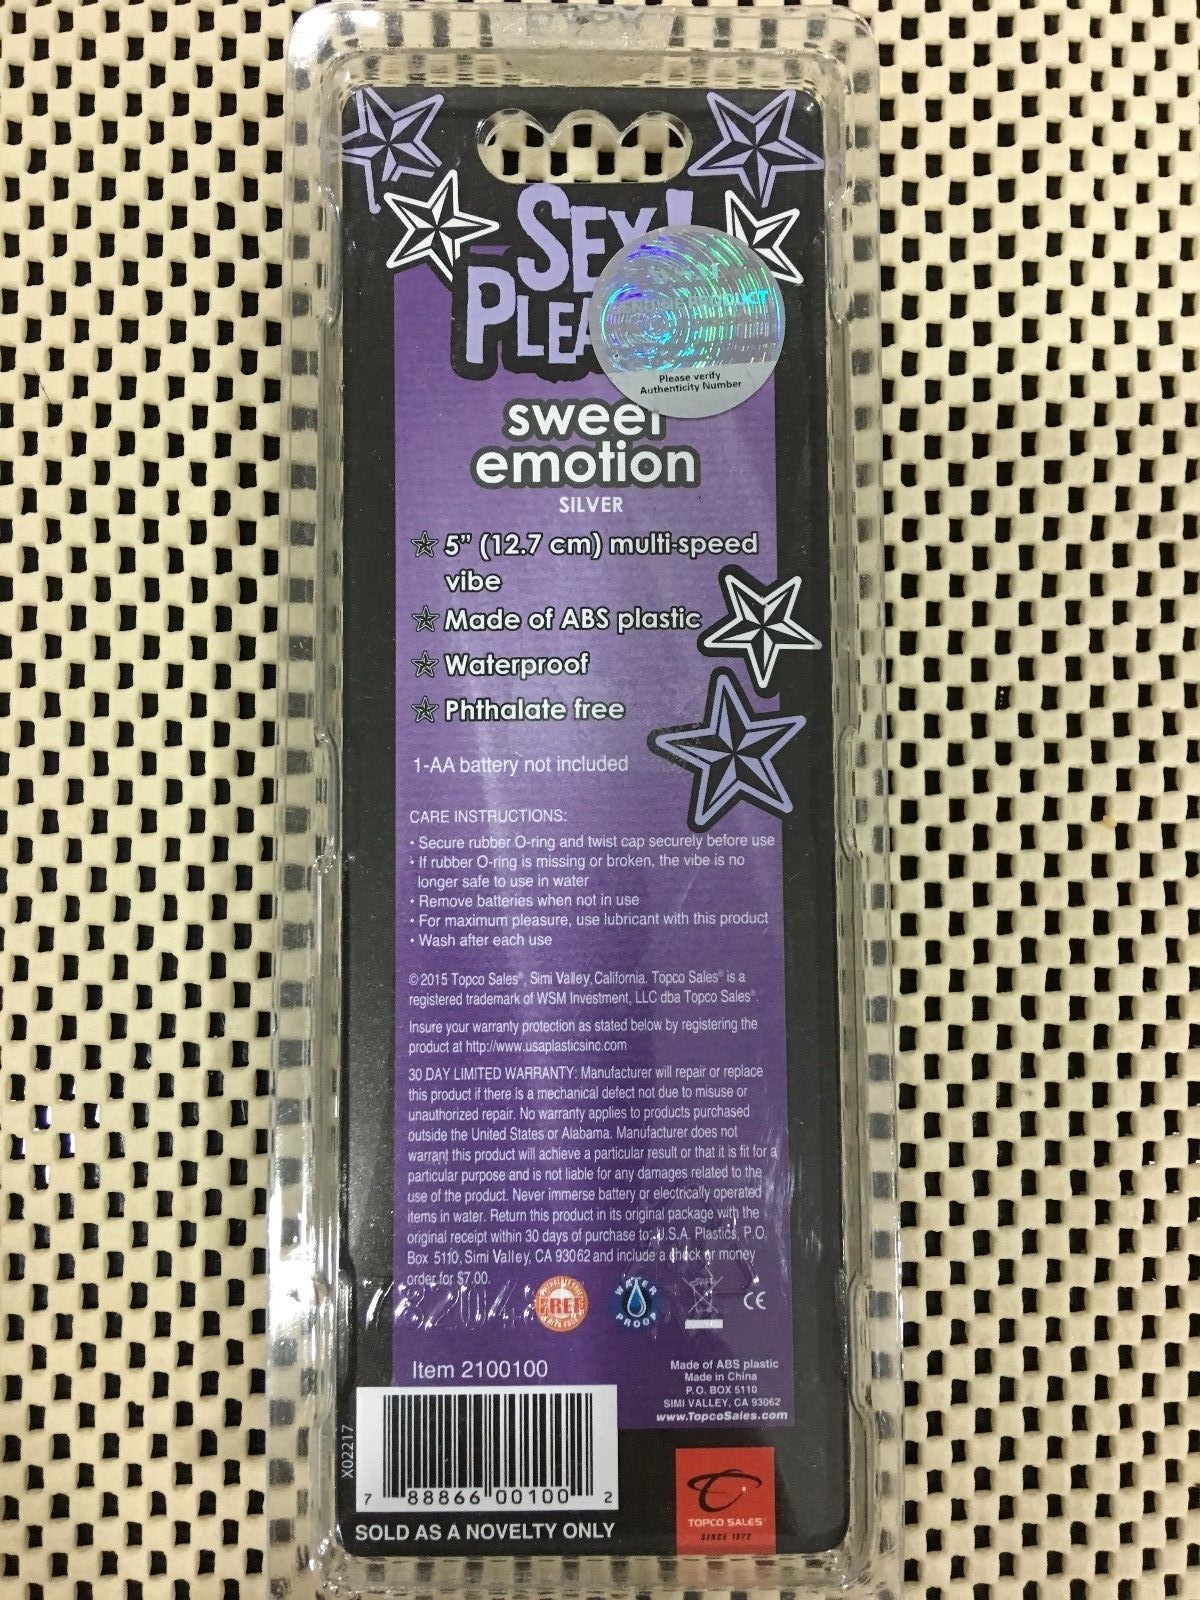 SEX!
sweet
emotion
SILVER
5” (12.7 cm) multi-speed
vibe
Made of ABS plastic
Waterproof
Phthalate free
1-AA battery not included
CARE INSTRUCTIONS:
• Secure rubber O-ring and twist cap securely before use
• If rubber O-ring is missing or broken, the vibe is no
longer safe to use in water
• Remove batteries when not in use
• For maximum pleasure, use lubricant with this product
• Wash after each use
© 2015 Topco Sales®, Simi Valley, California. Topco Sales® is a
registered trademark of WSM Investment, LLC dba Topco Sales®.
Insure your warranty protection as stated below by registering the
product at http://www.usaplasticsinc.com
30 DAY LIMITED WARRANTY: Manufacturer will repair or replace
this product if there is a mechanical defect not due to misuse or
unauthorized repair. No warranty applies to products purchased
outside the United States or Alabama. Manufacturer does not
warrant this product will achieve a particular result or that it is fit for a
particular purpose and is not liable for any damages related to the
use of the product. Never immerse battery or electrically operated
items in water. Return this product in its original package with the
original receipt within 30 days of purchase to: U.S.A. Plastics, P.O.
Box 5110, Simi Valley, CA 93062 and include a check or money
order for $7.00.
PRODUCT
Please verify
Authenticity Number
FREE
WATER
PROOF
CE
Item 2100100
Made of ABS plastic
Made in China
P.O. BOX 5110
SIMI VALLEY, CA 93062
www.TopcoSales.com
X02217
7 88866 00100 2
SOLD AS A NOVELTY ONLY
TOPCO SALES
SINCE 1972